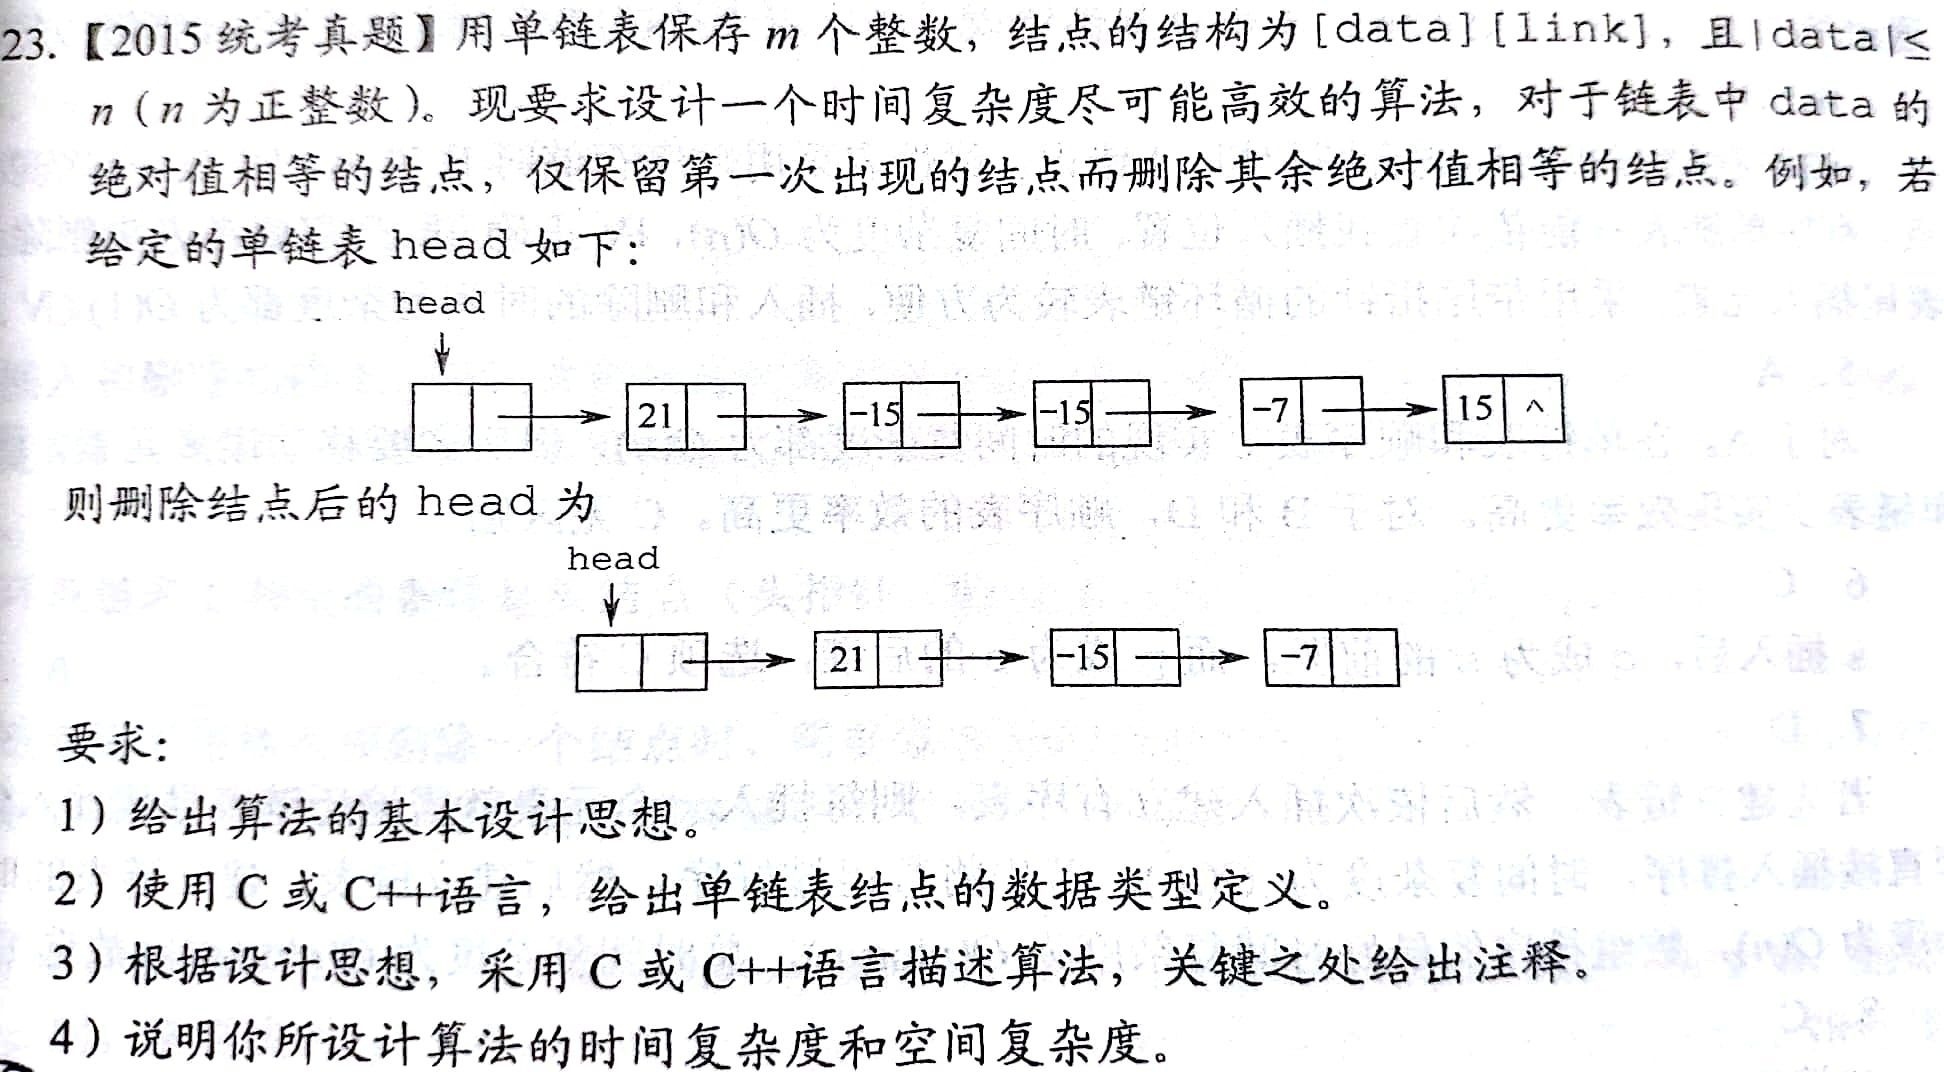 23.【2015 统考真题】用单链表保存 m 个整数，结点的结构为[data][link]，且|data|≤
n（n 为正整数）。现要求设计一个时间复杂度尽可能高效的算法，对于链表中 data 的
绝对值相等的结点，仅保留第一次出现的结点而删除其余绝对值相等的结点。例如，若
给定的单链表 head 如下：
head
21 -15 -15 -7 15 ^
则删除结点后的 head 为
head
21 -15 -7
要求：
1）给出算法的基本设计思想。
2）使用 C 或 C++语言，给出单链表结点的数据类型定义。
3）根据设计思想，采用 C 或 C++语言描述算法，关键之处给出注释。
4）说明你所设计算法的时间复杂度和空间复杂度。